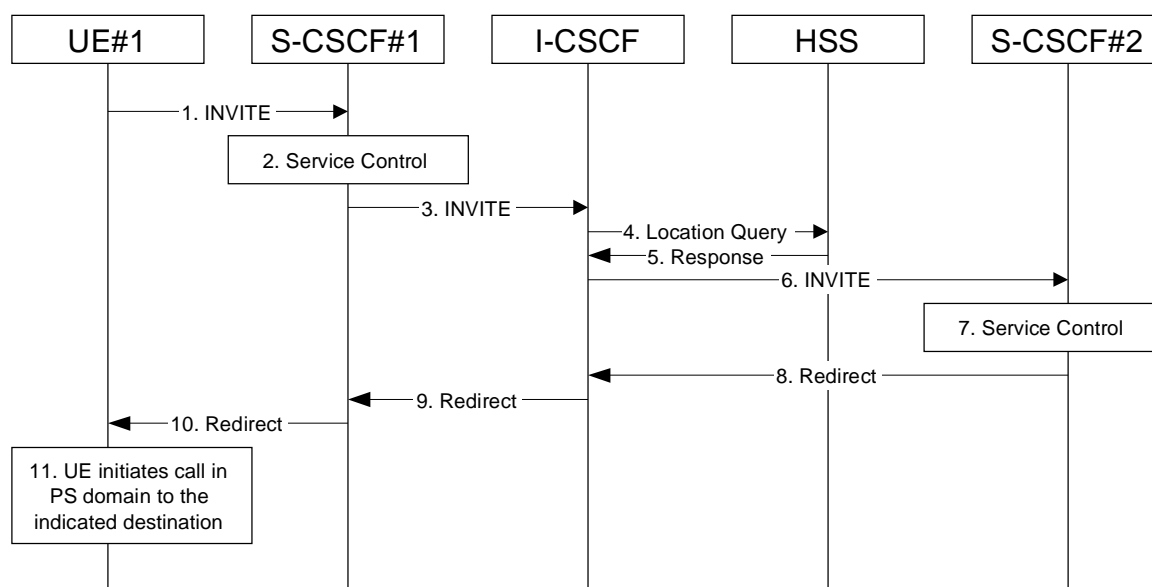 UE#1
S-CSCF#1
I-CSCF
HSS
S-CSCF#2
1. INVITE
2. Service Control
3. INVITE
4. Location Query
5. Response
6. INVITE
7. Service Control
8. Redirect
9. Redirect
10. Redirect
11. UE initiates call in
PS domain to the
indicated destination